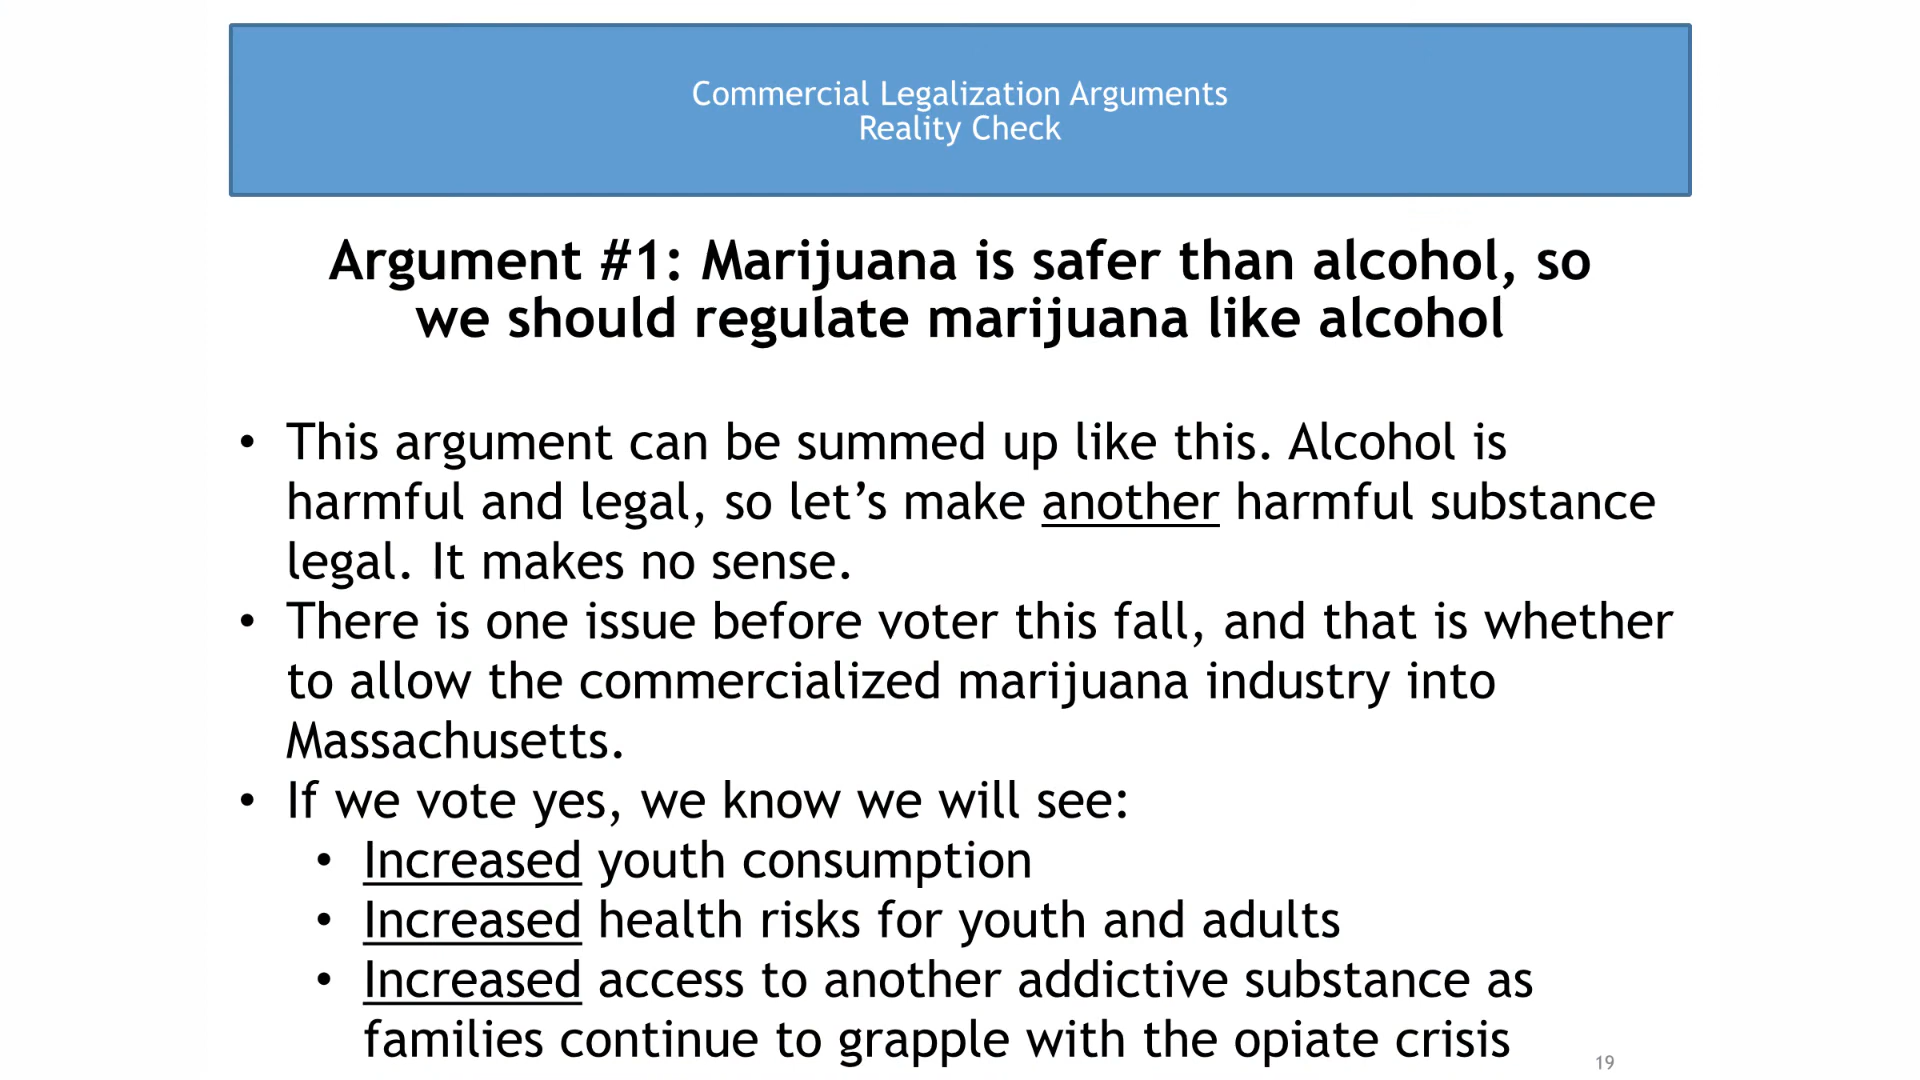 Commercial Legalization Arguments
Reality Check
Argument #1: Marijuana is safer than alcohol, so
we should regulate marijuana like alcohol
• This argument can be summed up like this. Alcohol is
harmful and legal, so let’s make another harmful substance
legal. It makes no sense.
• There is one issue before voter this fall, and that is whether
to allow the commercialized marijuana industry into
Massachusetts.
• If we vote yes, we know we will see:
• Increased youth consumption
• Increased health risks for youth and adults
• Increased access to another addictive substance as
families continue to grapple with the opiate crisis
19